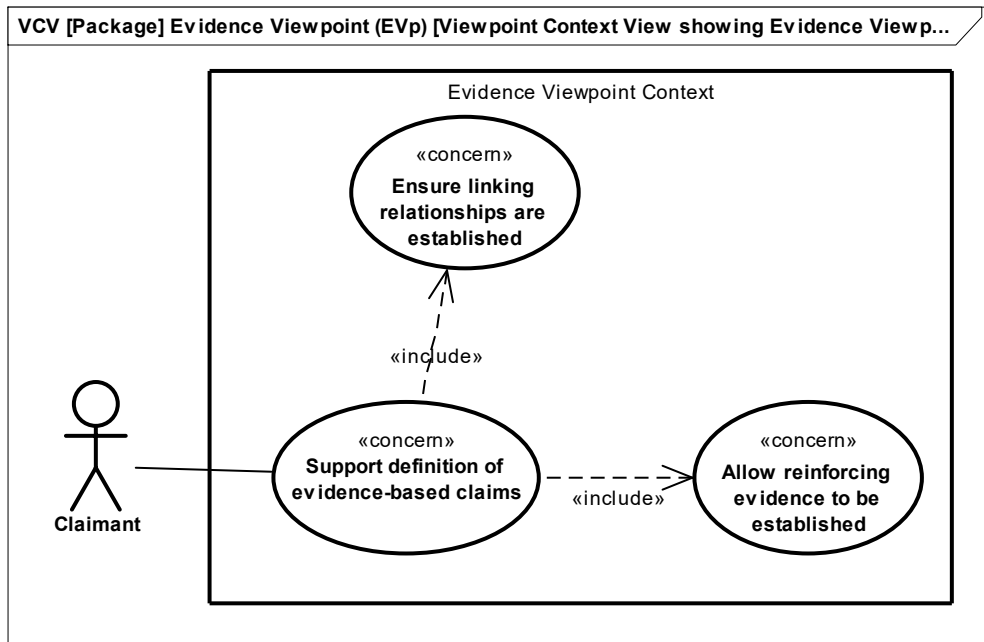 VCV [Package] Evidence Viewpoint (EVp) [Viewpoint Context View showing Evidence Viewp...
Evidence Viewpoint Context
«concern»
Ensure linking
relationships are
established
«include»
«concern»
Support definition of
evidence-based claims
«include»
«concern»
Allow reinforcing
evidence to be
established
Claimant